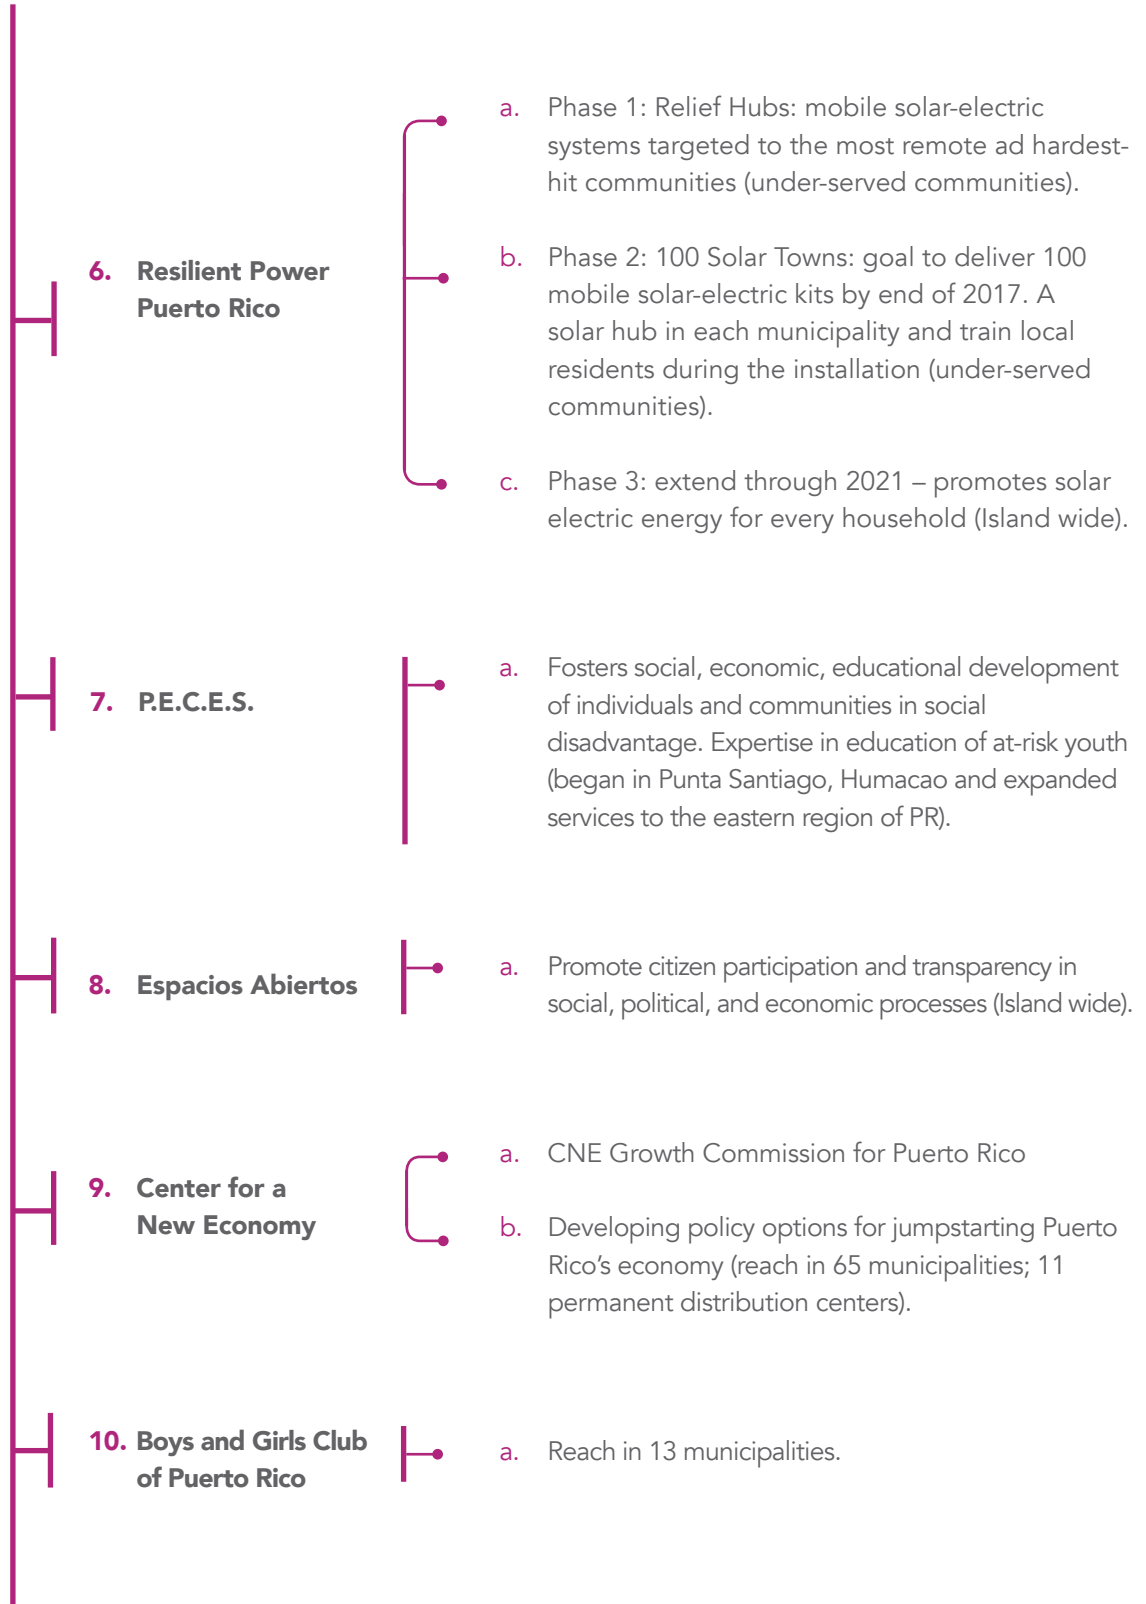 6. Resilient Power
Puerto Rico
a. Phase 1: Relief Hubs: mobile solar-electric
systems targeted to the most remote ad hardest-
hit communities (under-served communities).
b. Phase 2: 100 Solar Towns: goal to deliver 100
mobile solar-electric kits by end of 2017. A
solar hub in each municipality and train local
residents during the installation (under-served
communities).
c. Phase 3: extend through 2021 – promotes solar
electric energy for every household (Island wide).
7. P.E.C.E.S.
a. Fosters social, economic, educational development
of individuals and communities in social
disadvantage. Expertise in education of at-risk youth
(began in Punta Santiago, Humacao and expanded
services to the eastern region of PR).
8. Espacios Abiertos
a. Promote citizen participation and transparency in
social, political, and economic processes (Island wide).
9. Center for a
New Economy
a. CNE Growth Commission for Puerto Rico
b. Developing policy options for jumpstarting Puerto
Rico’s economy (reach in 65 municipalities; 11
permanent distribution centers).
10. Boys and Girls Club
of Puerto Rico
a. Reach in 13 municipalities.